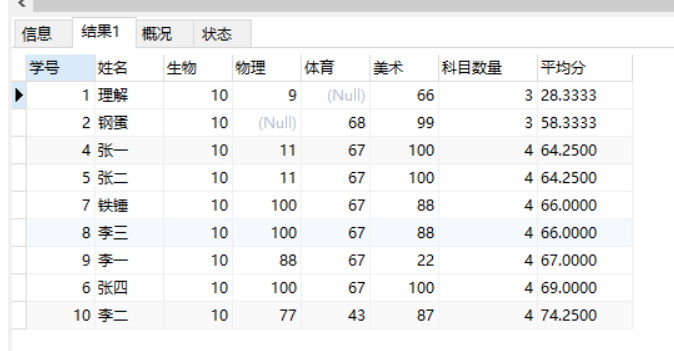 信息 结果1 概况 状态
学号 姓名 生物 物理 体育 美术 科目数量 平均分
1 理解 10 9 (Null) 66 3 28.3333
2 钢蛋 10 (Null) 68 99 3 58.3333
4 张一 10 11 67 100 4 64.2500
5 张二 10 11 67 100 4 64.2500
7 铁锤 10 100 67 88 4 66.0000
8 李三 10 100 67 88 4 66.0000
9 李一 10 88 67 22 4 67.0000
6 张四 10 100 67 100 4 69.0000
10 李二 10 77 43 87 4 74.2500